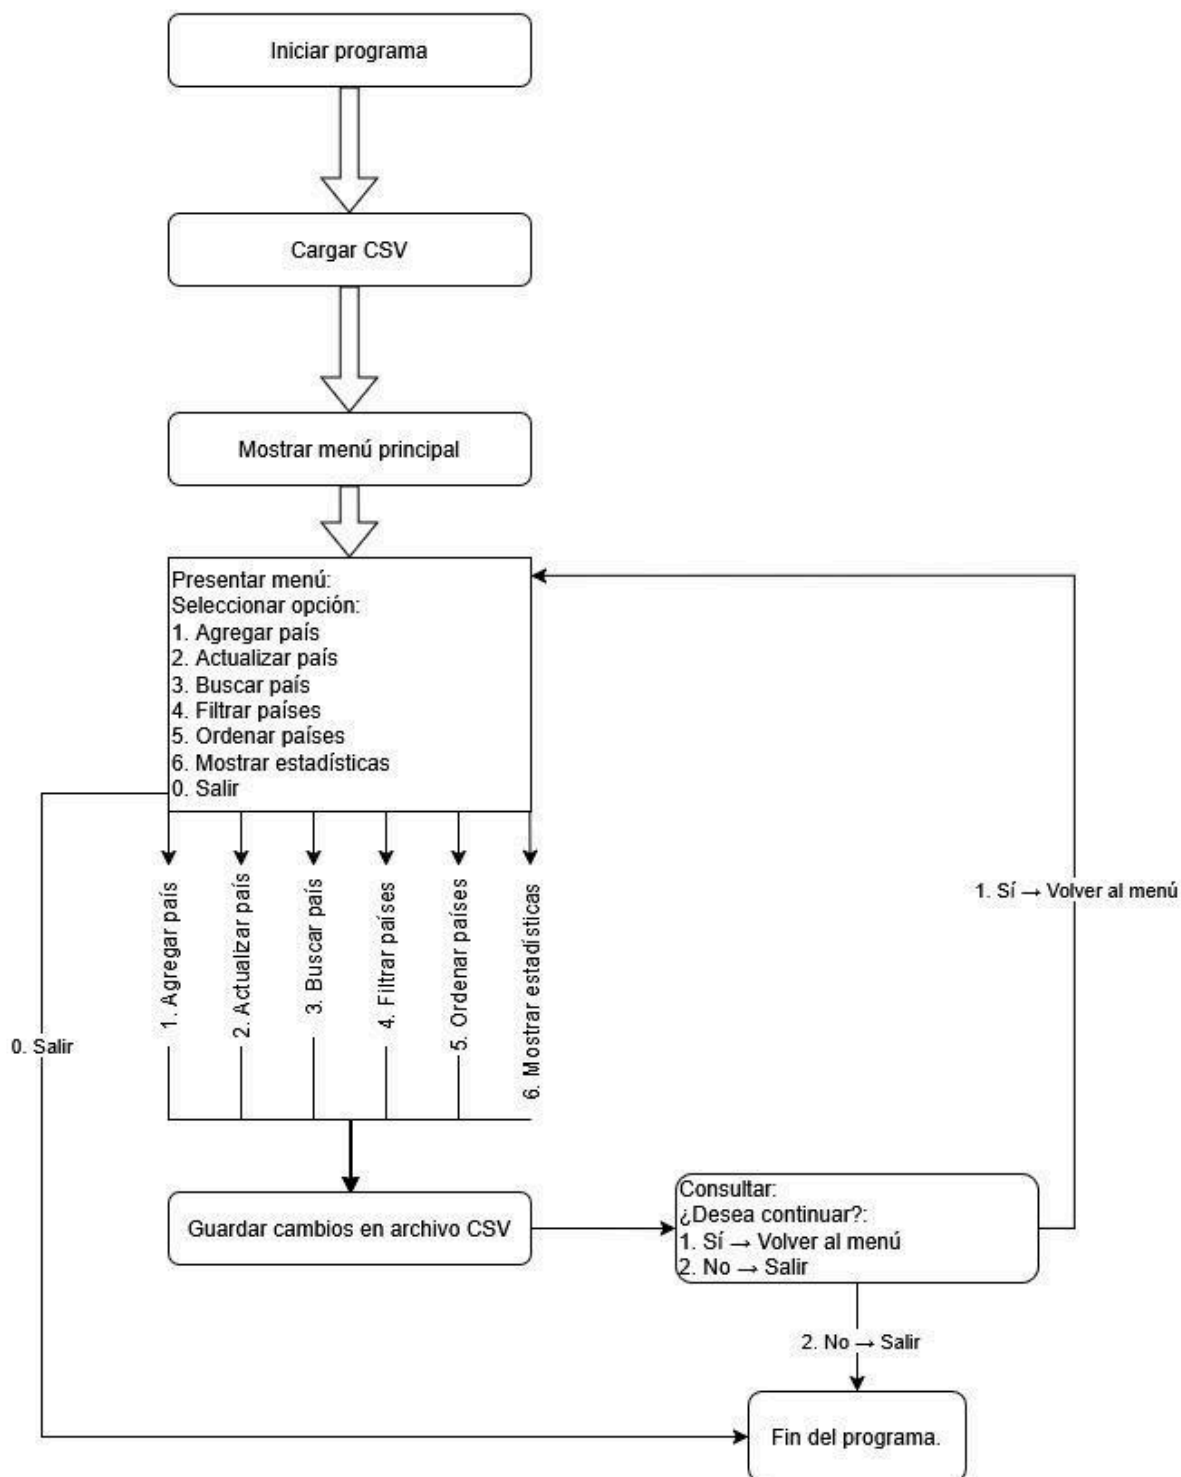 Iniciar programa
Cargar CSV
Mostrar menú principal
Presentar menú:
Seleccionar opción:
1. Agregar país
2. Actualizar país
3. Buscar país
4. Filtrar países
5. Ordenar países
6. Mostrar estadísticas
0. Salir
1. Agregar país
2. Actualizar país
3. Buscar país
4. Filtrar países
5. Ordenar países
6. Mostrar estadísticas
1. Sí → Volver al menú
0. Salir
Guardar cambios en archivo CSV
Consultar:
¿Desea continuar?:
1. Sí → Volver al menú
2. No → Salir
2. No → Salir
Fin del programa.